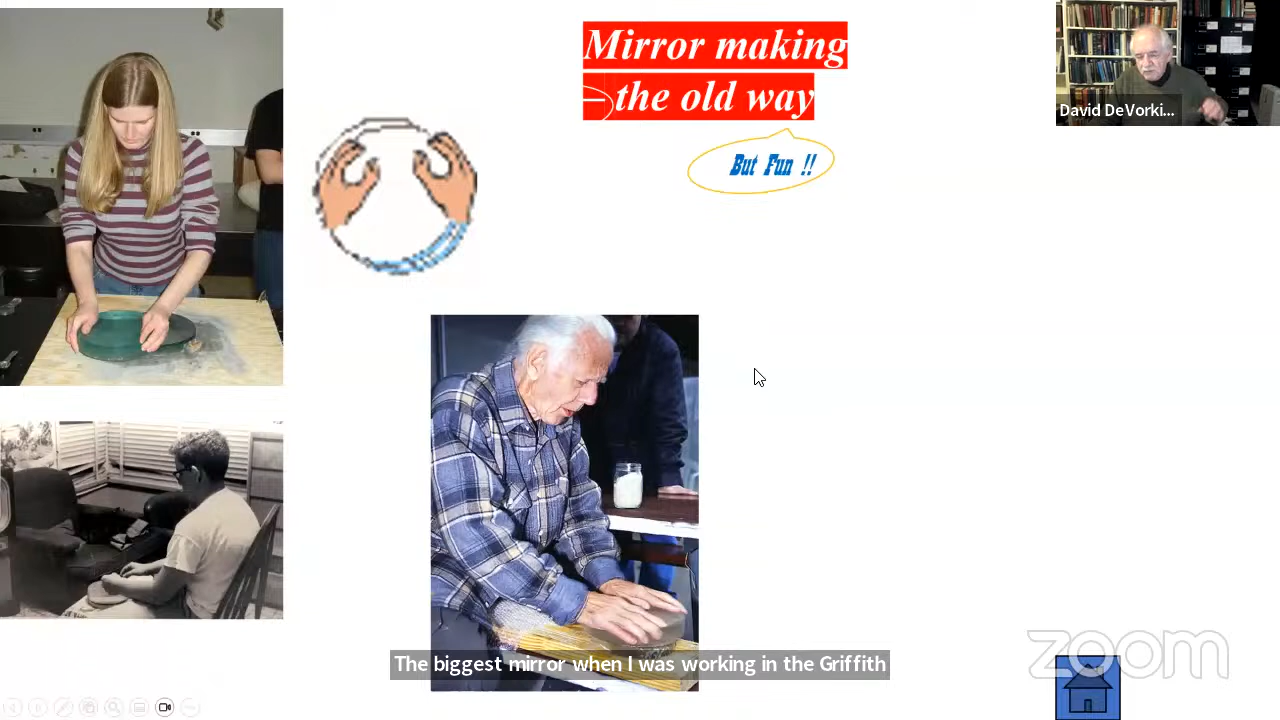 Mirror making
– the old way
But Fun !!
David DeVorki...
The biggest mirror when I was working in the Griffith
zoom